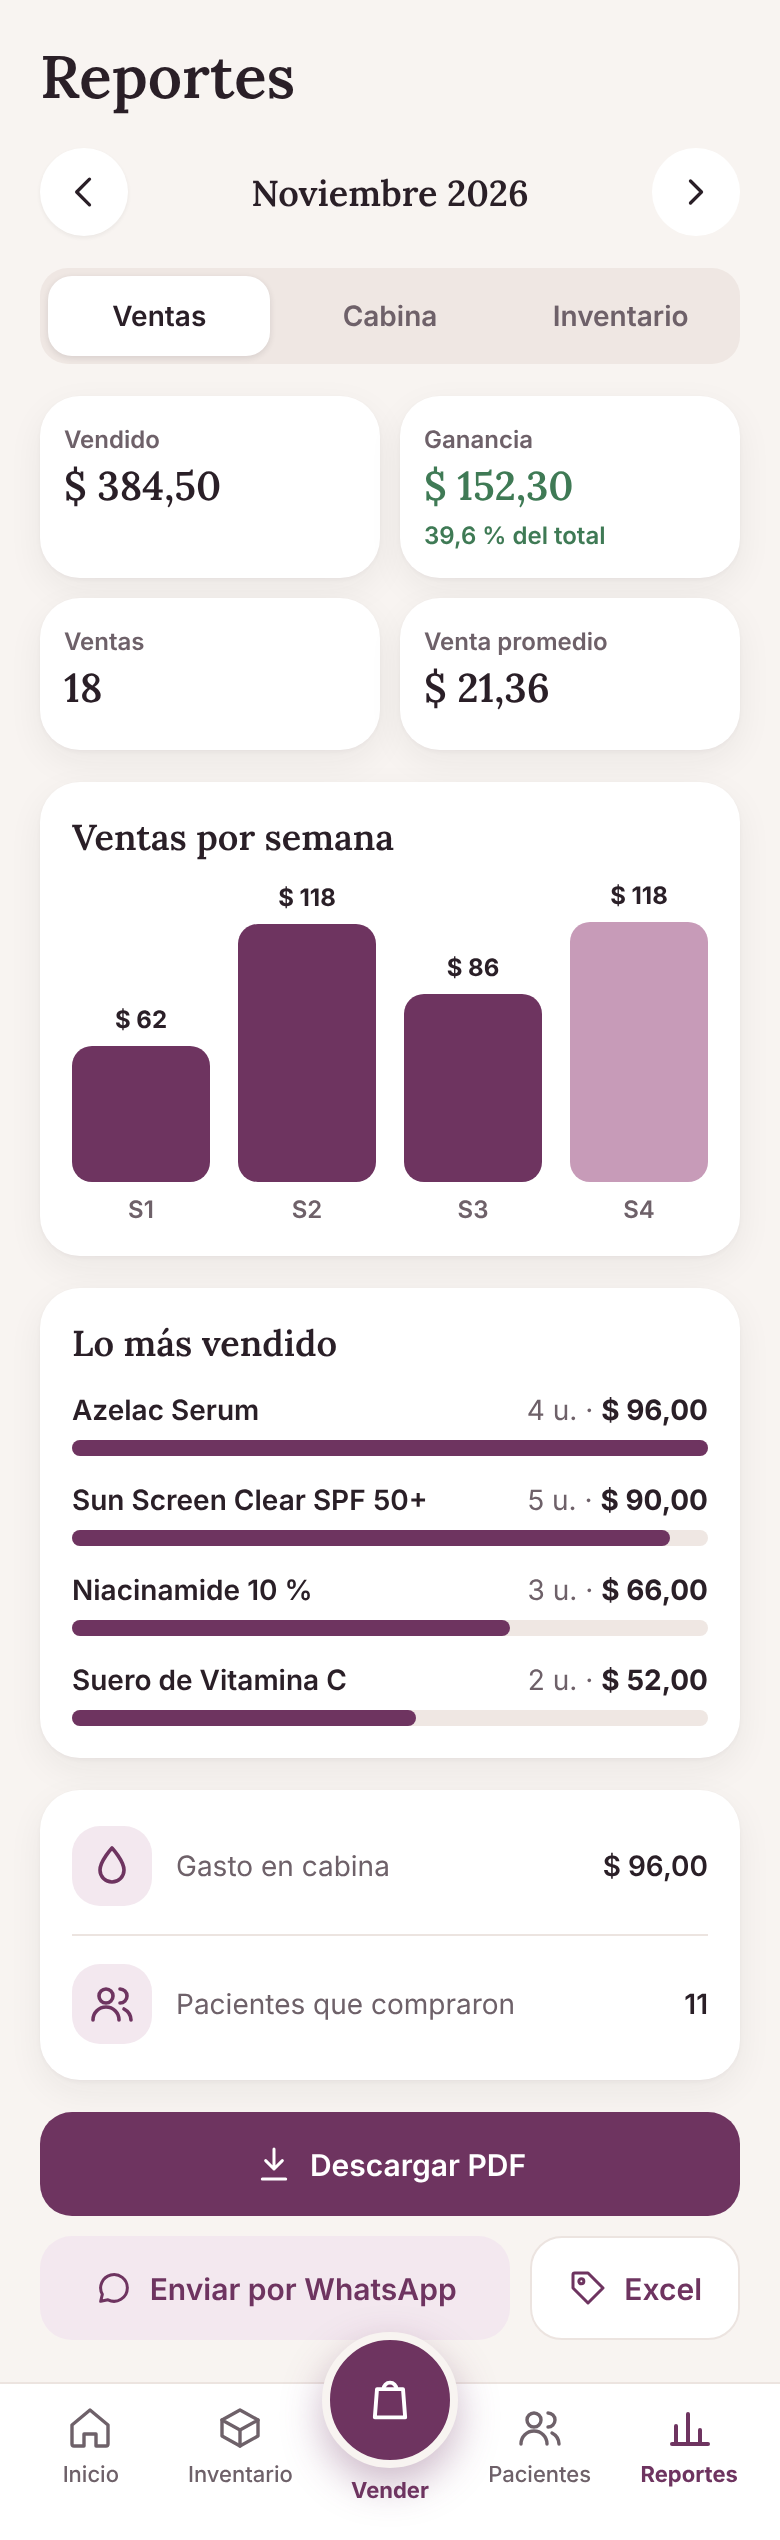 Reportes
Noviembre 2026
Ventas Cabina Inventario
Vendido
$ 384,50
Ganancia
$ 152,30
39,6 % del total
Ventas
18
Venta promedio
$ 21,36
Ventas por semana
$ 62 $ 118 $ 86 $ 118
S1 S2 S3 S4
Lo más vendido
Azelac Serum 4 u. · $ 96,00
Sun Screen Clear SPF 50+ 5 u. · $ 90,00
Niacinamide 10 % 3 u. · $ 66,00
Suero de Vitamina C 2 u. · $ 52,00
Gasto en cabina $ 96,00
Pacientes que compraron 11
Descargar PDF
Enviar por WhatsApp Excel
Inicio Inventario Vender Pacientes Reportes